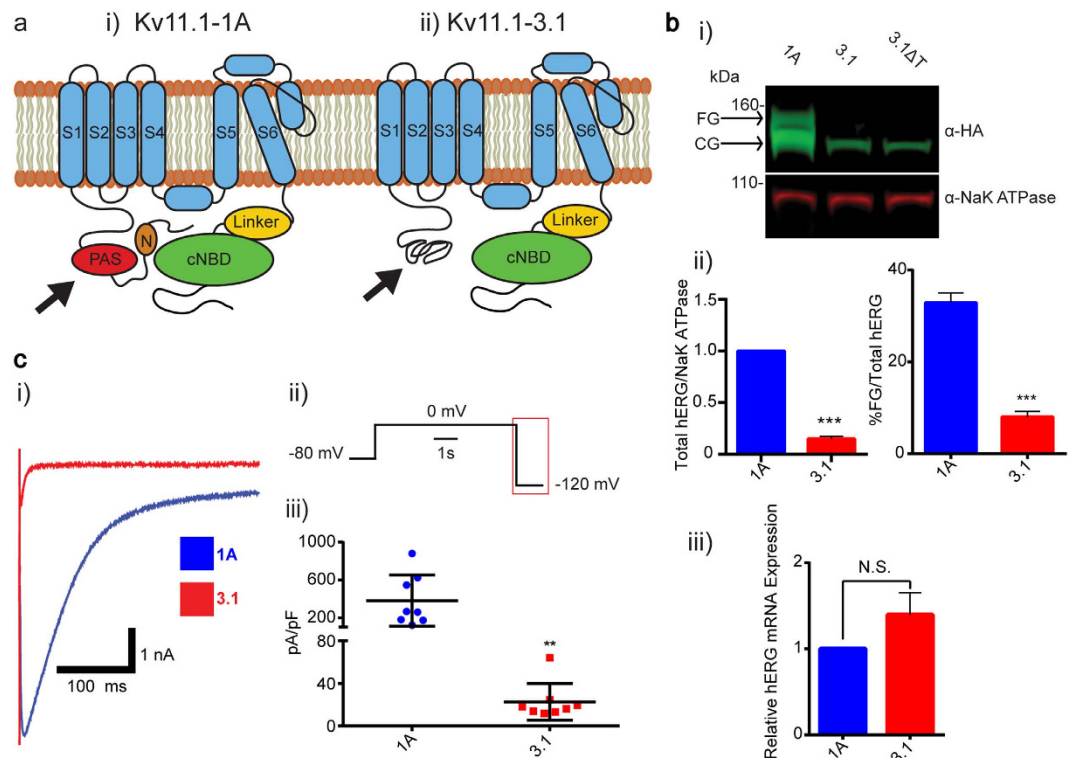 a
i) Kv11.1-1A
ii) Kv11.1-3.1
S1 S2 S3 S4 S5 S6
S1 S2 S3 S4 S5 S6
PAS N cNBD Linker
cNBD Linker
b
i)
1A 3.1 3.1ΔT
kDa
160-
FG
CG
α-HA
110-
α-NaK ATPase
ii)
Total hERG/NaK ATPase
1.5
1.0
0.5
0
***
1A 3.1
%FG/Total hERG
40
20
0
***
1A 3.1
iii)
Relative hERG mRNA Expression
2
1
0
N.S.
1A 3.1
c
i)
1A
3.1
1 nA
100 ms
ii)
0 mV
1s
-80 mV
-120 mV
iii)
pA/pF
1000
600
200
80
40
0
**
1A 3.1